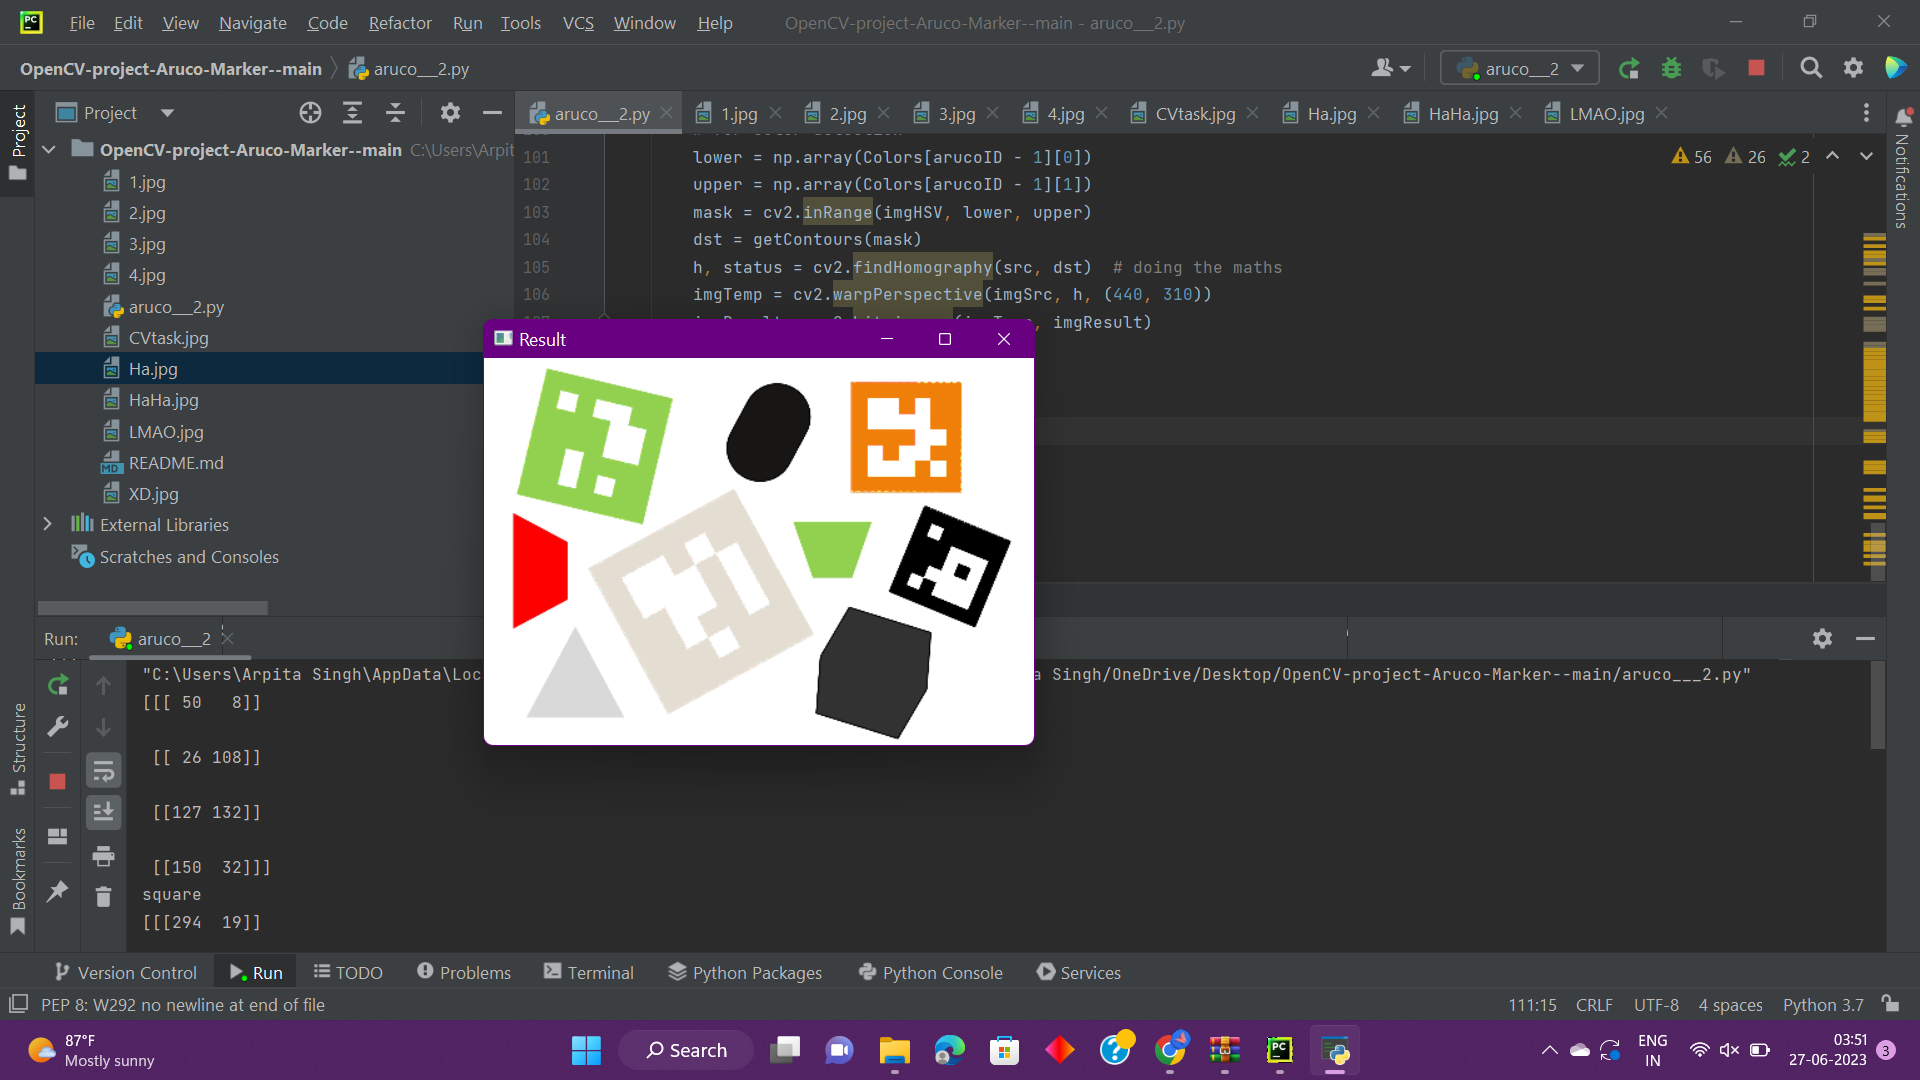 PC File Edit View Navigate Code Refactor Run Tools VCS Window Help OpenCV-project-Aruco-Marker--main - aruco___2.py
OpenCV-project-Aruco-Marker--main aruco___2.py
aruco___2
Project
Project
aruco___2.py 1.jpg 2.jpg 3.jpg 4.jpg CVtask.jpg Ha.jpg HaHa.jpg LMAO.jpg
Notifications
OpenCV-project-Aruco-Marker--main C:\Users\Arpit
1.jpg
2.jpg
3.jpg
4.jpg
aruco___2.py
CVtask.jpg
Ha.jpg
HaHa.jpg
LMAO.jpg
MD README.md
XD.jpg
External Libraries
Scratches and Consoles
56 26 2
101 lower = np.array(Colors[arucoID - 1][0])
102 upper = np.array(Colors[arucoID - 1][1])
103 mask = cv2.inRange(imgHSV, lower, upper)
104 dst = getContours(mask)
105 h, status = cv2.findHomography(src, dst) # doing the maths
106 imgTemp = cv2.warpPerspective(imgSrc, h, (440, 310))
, imgResult)
Result
Run: aruco___2
"C:\Users\Arpita Singh\AppData\Loc
a Singh/OneDrive/Desktop/OpenCV-project-Aruco-Marker--main/aruco___2.py"
[[[ 50 8]]
[[ 26 108]]
[[127 132]]
[[150 32]]]
square
[[[294 19]]
Structure
Bookmarks
Version Control Run TODO Problems Terminal Python Packages Python Console Services
PEP 8: W292 no newline at end of file
111:15 CRLF UTF-8 4 spaces Python 3.7
87°F
Mostly sunny
Search
PC
ENG
IN
03:51
27-06-2023
3